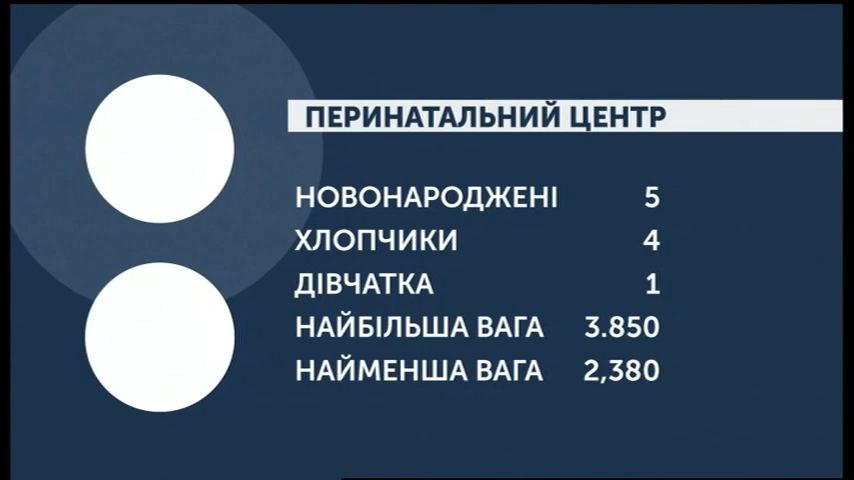 ПЕРИНАТАЛЬНИЙ ЦЕНТР
НОВОНАРОДЖЕНІ 5
ХЛОПЧИКИ 4
ДІВЧАТКА 1
НАЙБІЛЬША ВАГА 3.850
НАЙМЕНША ВАГА 2,380